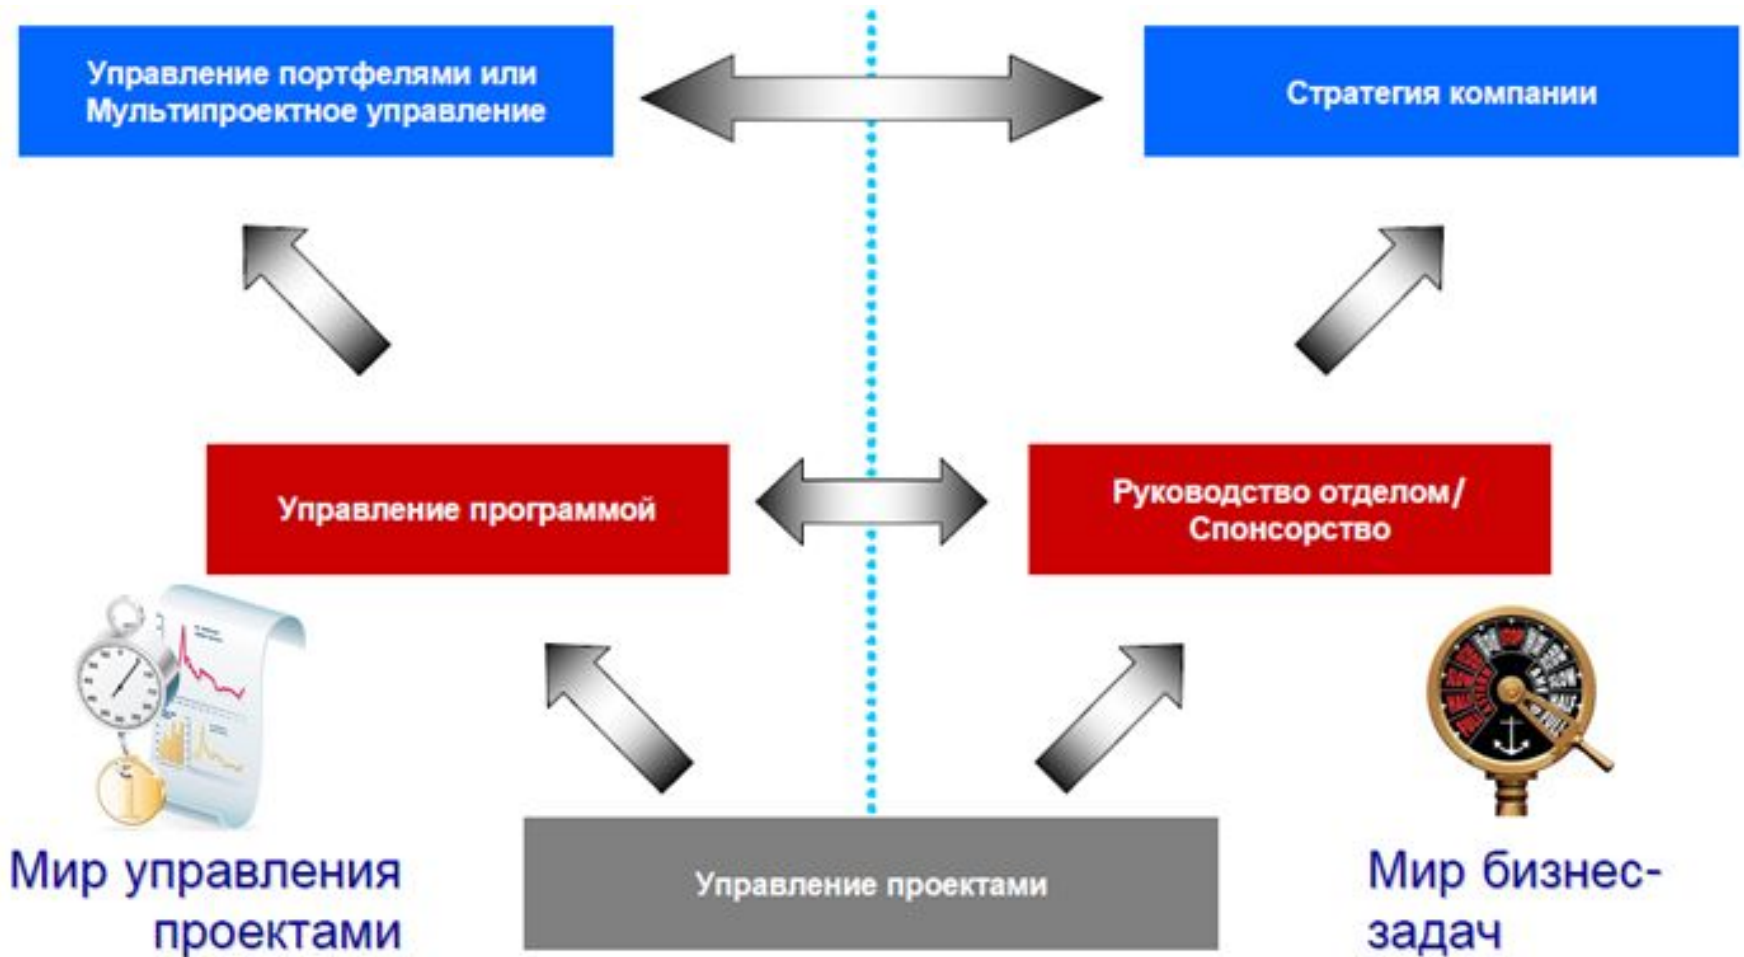 Управление портфелями или
Мультипроектное управление
Стратегия компании
Управление программой
Руководство отделом/
Спонсорство
Управление проектами
Мир управления
проектами
Мир бизнес-
задач